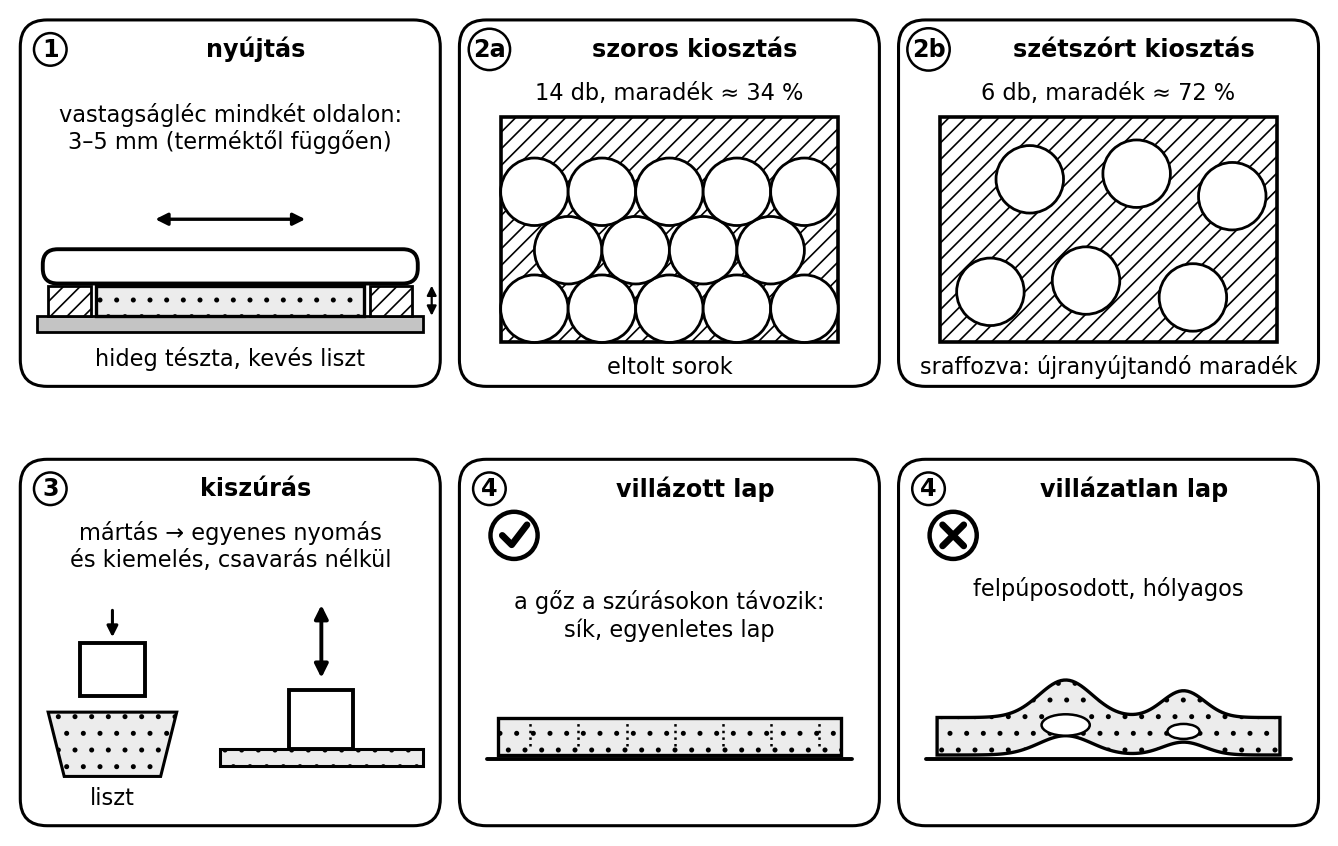 1 nyújtás
vastagságléc mindkét oldalon:
3–5 mm (terméktől függően)
hideg tészta, kevés liszt
2a szoros kiosztás
14 db, maradék ≈ 34 %
eltolt sorok
2b szétszórt kiosztás
6 db, maradék ≈ 72 %
sraffozva: újranyújtandó maradék
3 kiszúrás
mártás → egyenes nyomás
és kiemelés, csavarás nélkül
liszt
4 villázott lap
a gőz a szúrásokon távozik:
sík, egyenletes lap
4 villázatlan lap
felpúposodott, hólyagos